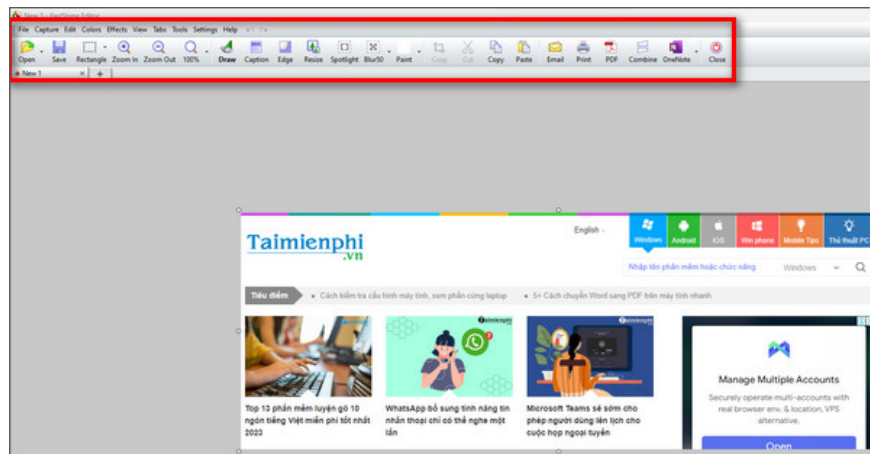 New 1 - FastStone Editor
File Capture Edit Colors Effects View Tabs Tools Settings Help
Open Save Rectangle Zoom In Zoom Out 100% Draw Caption Edge Resize Spotlight Blur50 Paint Crop Cut Copy Paste Email Print PDF Combine OneNote Close
New 1 × +
Taimienphi
.vn
English
Windows Android iOS Win phone Mobile Tips Thủ thuật PC
Nhập tên phần mềm hoặc chức năng Windows
Tiêu điểm Cách kiểm tra cấu hình máy tính, xem phần cứng laptop 5+ Cách chuyển Word sang PDF trên máy tính nhanh
Taimienphi
Taimienphi
Top 13 phần mềm luyện gõ 10
ngón tiếng Việt miễn phí tốt nhất
2023
WhatsApp bổ sung tính năng tin
nhắn thoại chỉ có thể nghe một
lần
Microsoft Teams sẽ sớm cho
phép người dùng lên lịch cho
cuộc họp ngoại tuyến
Manage Multiple Accounts
Securely operate multi-accounts with
real browser env. & location, VPS
alternative.
Open